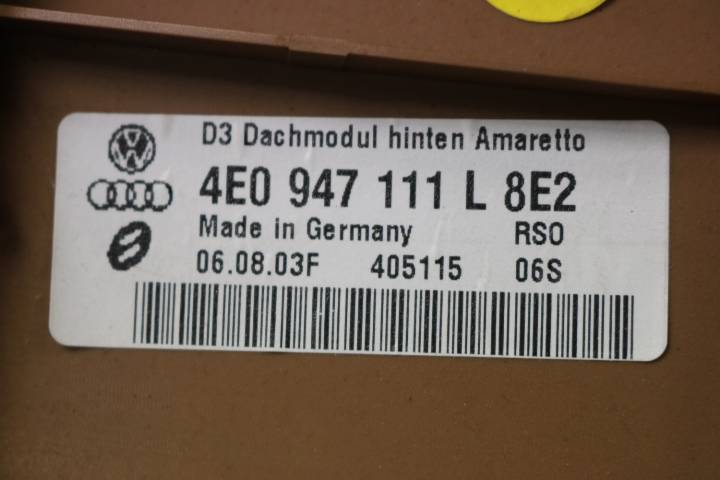 D3 Dachmodul hinten Amaretto
4E0 947 111 L 8E2
Made in Germany RSO
06.08.03F 405115 06S